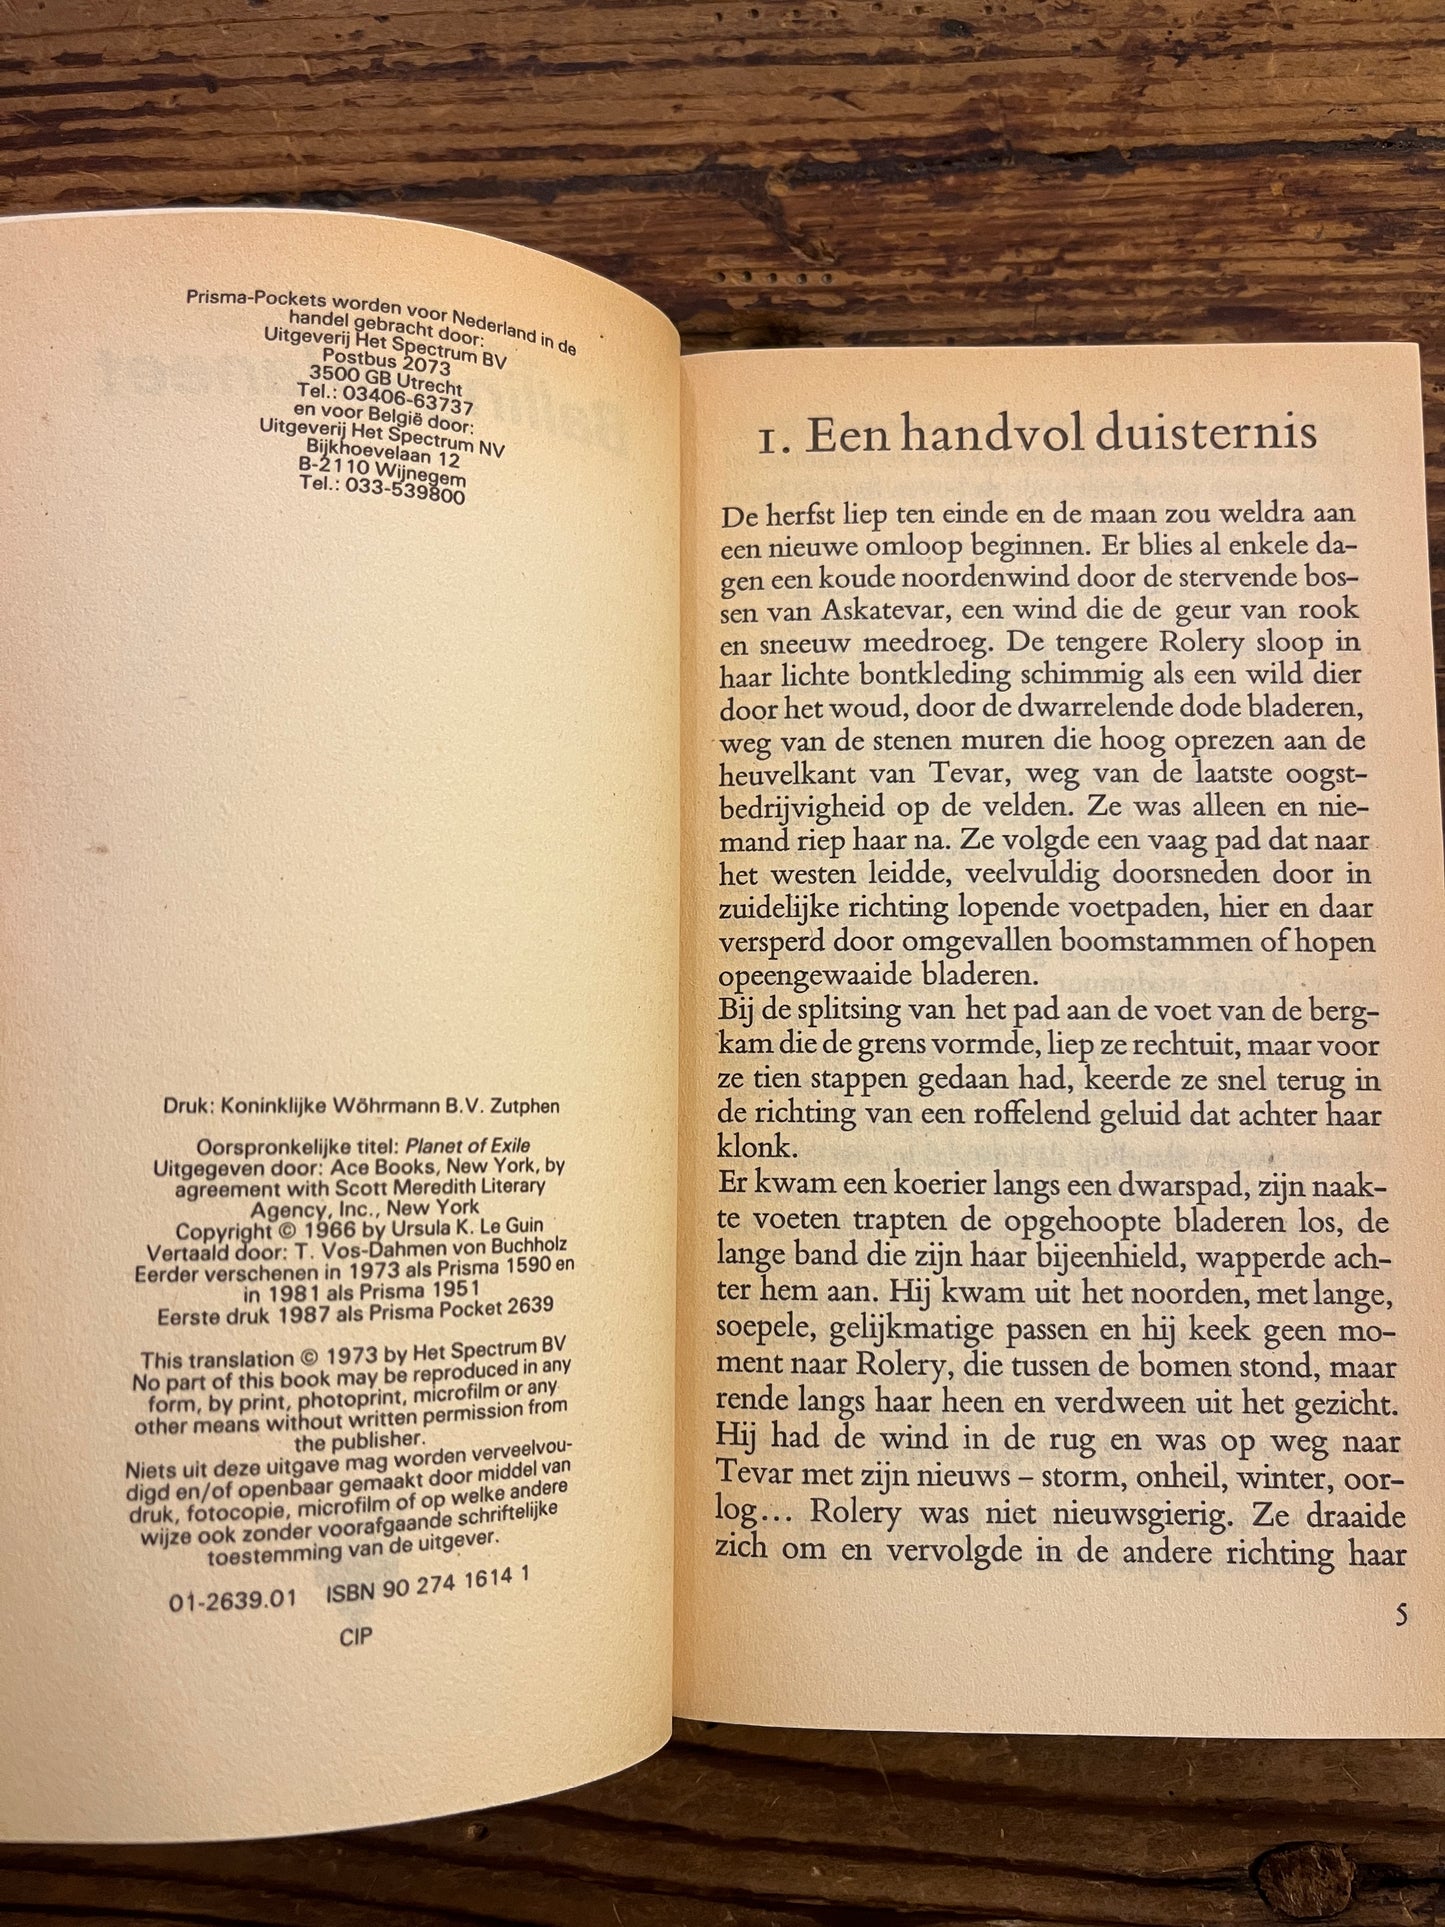 Prisma-Pockets worden voor Nederland in de
handel gebracht door:
Uitgeverij Het Spectrum BV
Postbus 2073
3500 GB Utrecht
Tel.: 03406-63737
en voor België door:
Uitgeverij Het Spectrum NV
Bijkhoevelaan 12
B-2110 Wijnegem
Tel.: 033-539800
Druk: Koninklijke Wöhrmann B.V. Zutphen
Oorspronkelijke titel: Planet of Exile
Uitgegeven door: Ace Books, New York, by
agreement with Scott Meredith Literary
Agency, Inc., New York
Copyright © 1966 by Ursula K. Le Guin
Vertaald door: T. Vos-Dahmen von Buchholz
Eerder verschenen in 1973 als Prisma 1590 en
in 1981 als Prisma 1951
Eerste druk 1987 als Prisma Pocket 2639
This translation © 1973 by Het Spectrum BV
No part of this book may be reproduced in any
form, by print, photoprint, microfilm or any
other means without written permission from
the publisher.
Niets uit deze uitgave mag worden verveelvou-
digd en/of openbaar gemaakt door middel van
druk, fotocopie, microfilm of op welke andere
wijze ook zonder voorafgaande schriftelijke
toestemming van de uitgever.
01-2639.01 ISBN 90 274 1614 1
CIP
1. Een handvol duisternis
De herfst liep ten einde en de maan zou weldra aan
een nieuwe omloop beginnen. Er blies al enkele da-
gen een koude noordenwind door de stervende bos-
sen van Askatevar, een wind die de geur van rook
en sneeuw meedroeg. De tengere Rolery sloop in
haar lichte bontkleding schimmig als een wild dier
door het woud, door de dwarrelende dode bladeren,
weg van de stenen muren die hoog oprezen aan de
heuvelkant van Tevar, weg van de laatste oogst-
bedrijvigheid op de velden. Ze was alleen en nie-
mand riep haar na. Ze volgde een vaag pad dat naar
het westen leidde, veelvuldig doorsneden door in
zuidelijke richting lopende voetpaden, hier en daar
versperd door omgevallen boomstammen of hopen
opeengewaaide bladeren.
Bij de splitsing van het pad aan de voet van de berg-
kam die de grens vormde, liep ze rechtuit, maar voor
ze tien stappen gedaan had, keerde ze snel terug in
de richting van een roffelend geluid dat achter haar
klonk.
Er kwam een koerier langs een dwarspad, zijn naak-
te voeten trapten de opgehoopte bladeren los, de
lange band die zijn haar bijeenhield, wapperde ach-
ter hem aan. Hij kwam uit het noorden, met lange,
soepele, gelijkmatige passen en hij keek geen mo-
ment naar Rolery, die tussen de bomen stond, maar
rende langs haar heen en verdween uit het gezicht.
Hij had de wind in de rug en was op weg naar
Tevar met zijn nieuws – storm, onheil, winter, oor-
log... Rolery was niet nieuwsgierig. Ze draaide
zich om en vervolgde in de andere richting haar
5